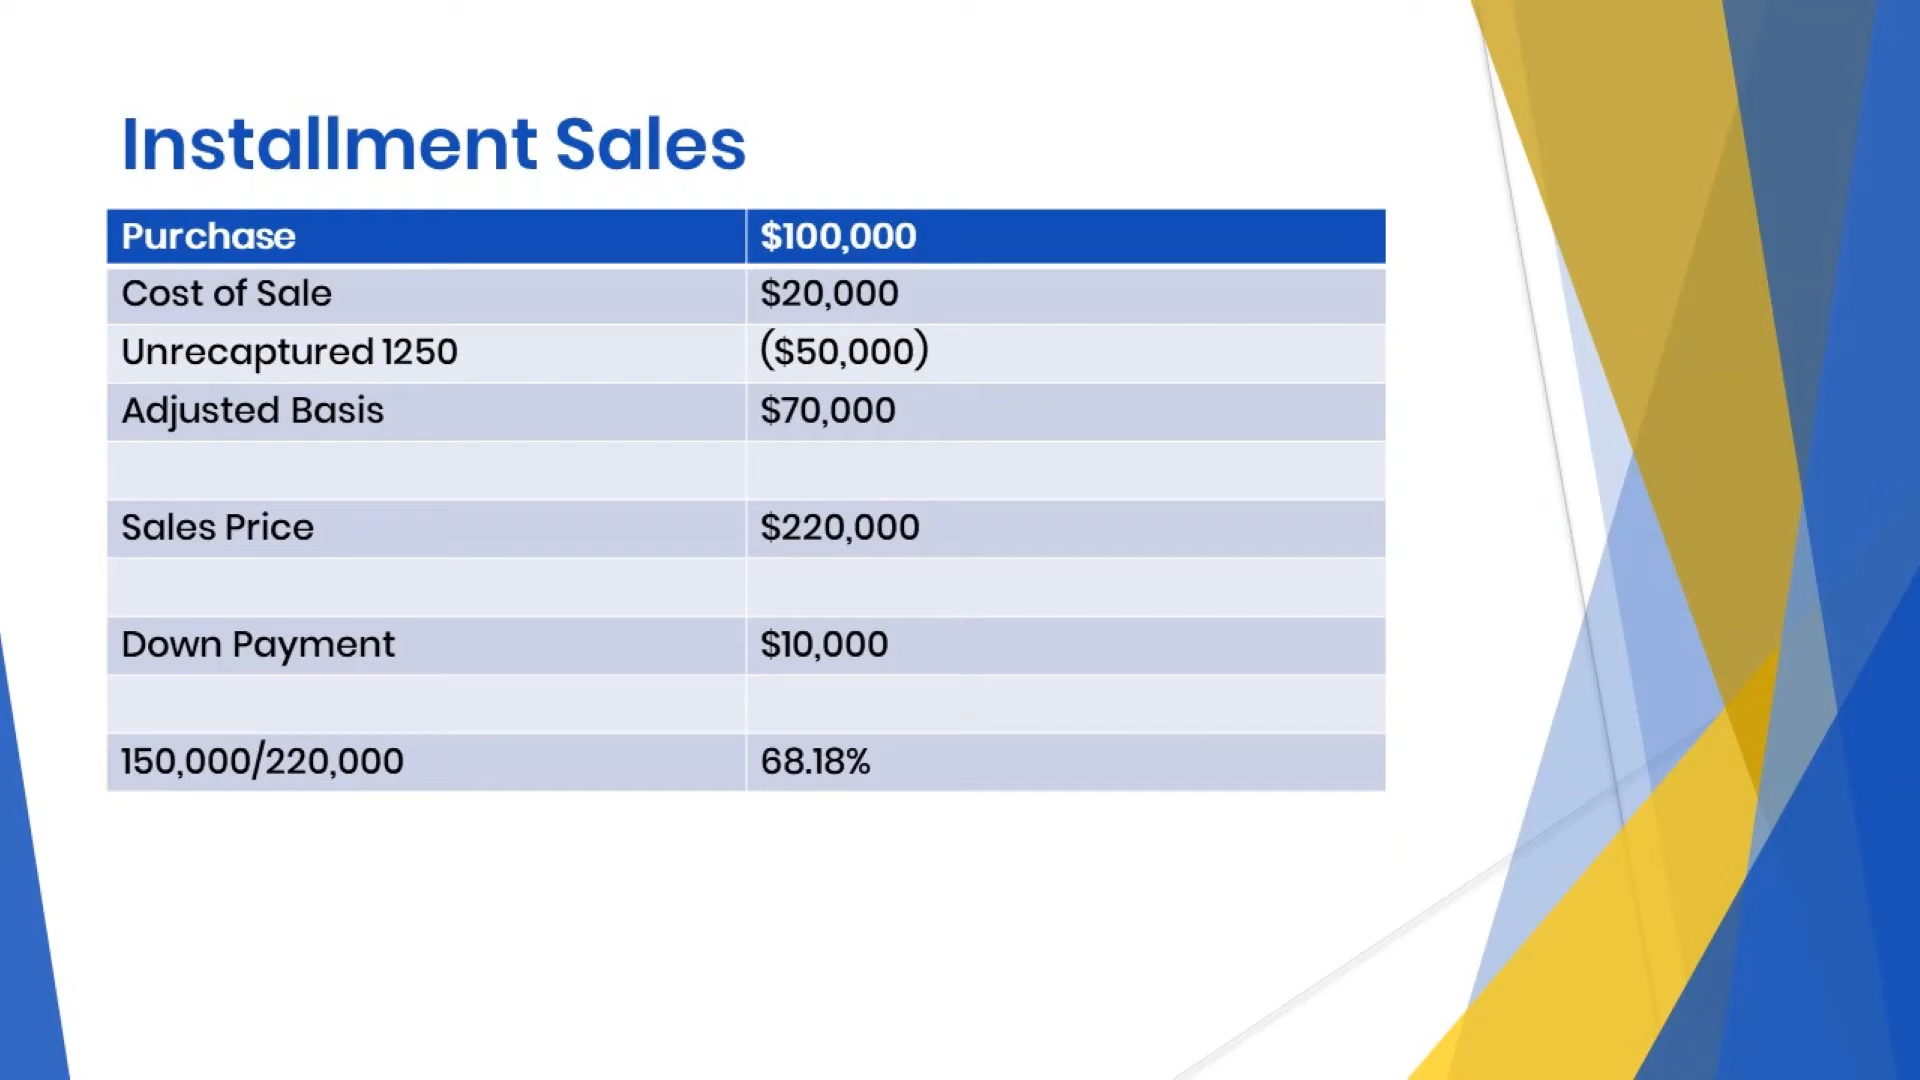 Installment Sales
Purchase $100,000
Cost of Sale $20,000
Unrecaptured 1250 ($50,000)
Adjusted Basis $70,000
Sales Price $220,000
Down Payment $10,000
150,000/220,000 68.18%